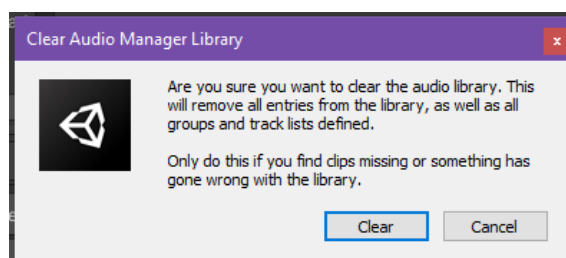 Clear Audio Manager Library
x
Are you sure you want to clear the audio library. This
will remove all entries from the library, as well as all
groups and track lists defined.
Only do this if you find clips missing or something has
gone wrong with the library.
Clear
Cancel